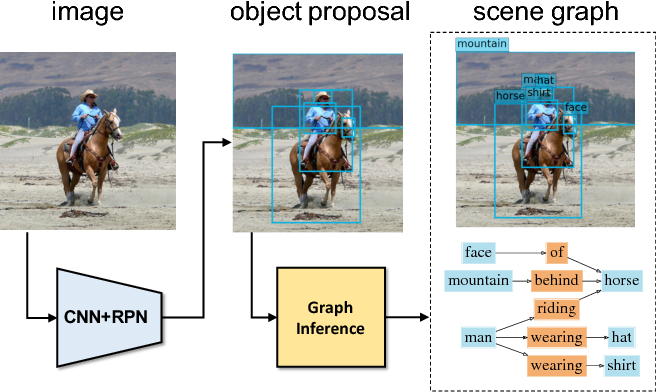 image
object proposal
scene graph
mountain
hat
shirt
horse
face
CNN+RPN
Graph
Inference
face of
mountain behind horse
riding
man wearing hat
wearing shirt